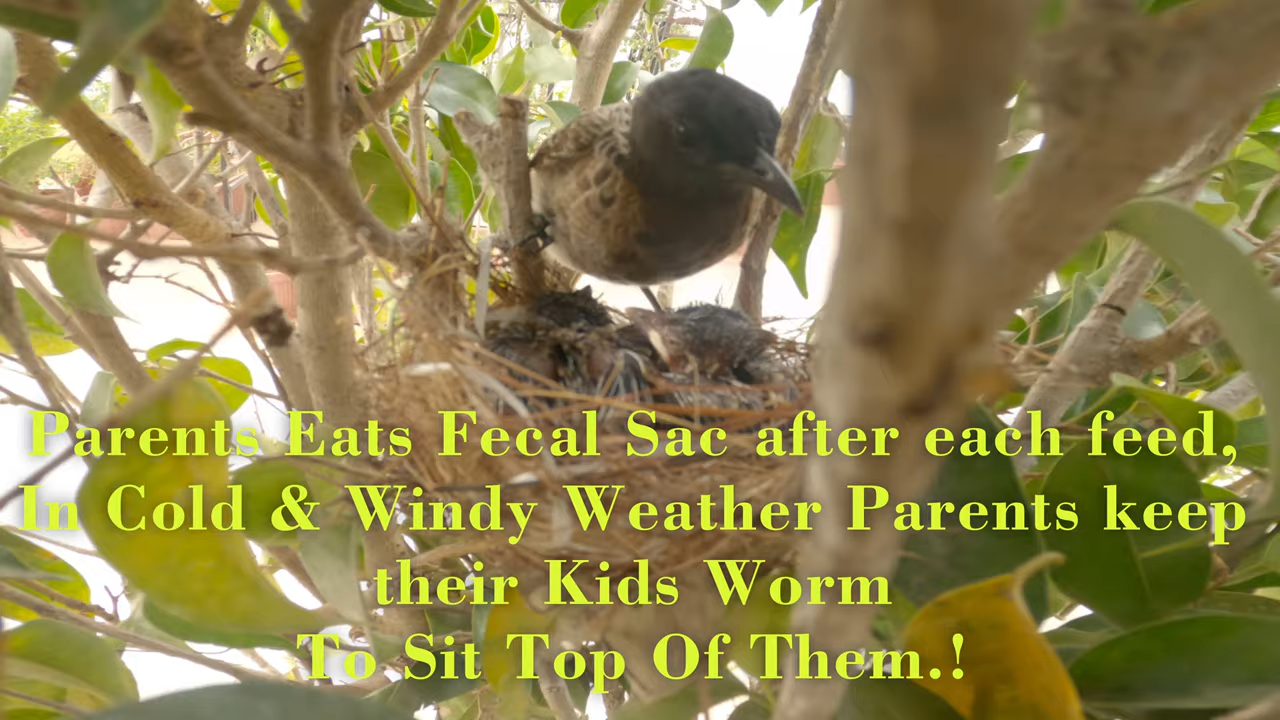 Parents Eats Fecal Sac after each feed,
In Cold & Windy Weather Parents keep
their Kids Worm
To Sit Top Of Them.!